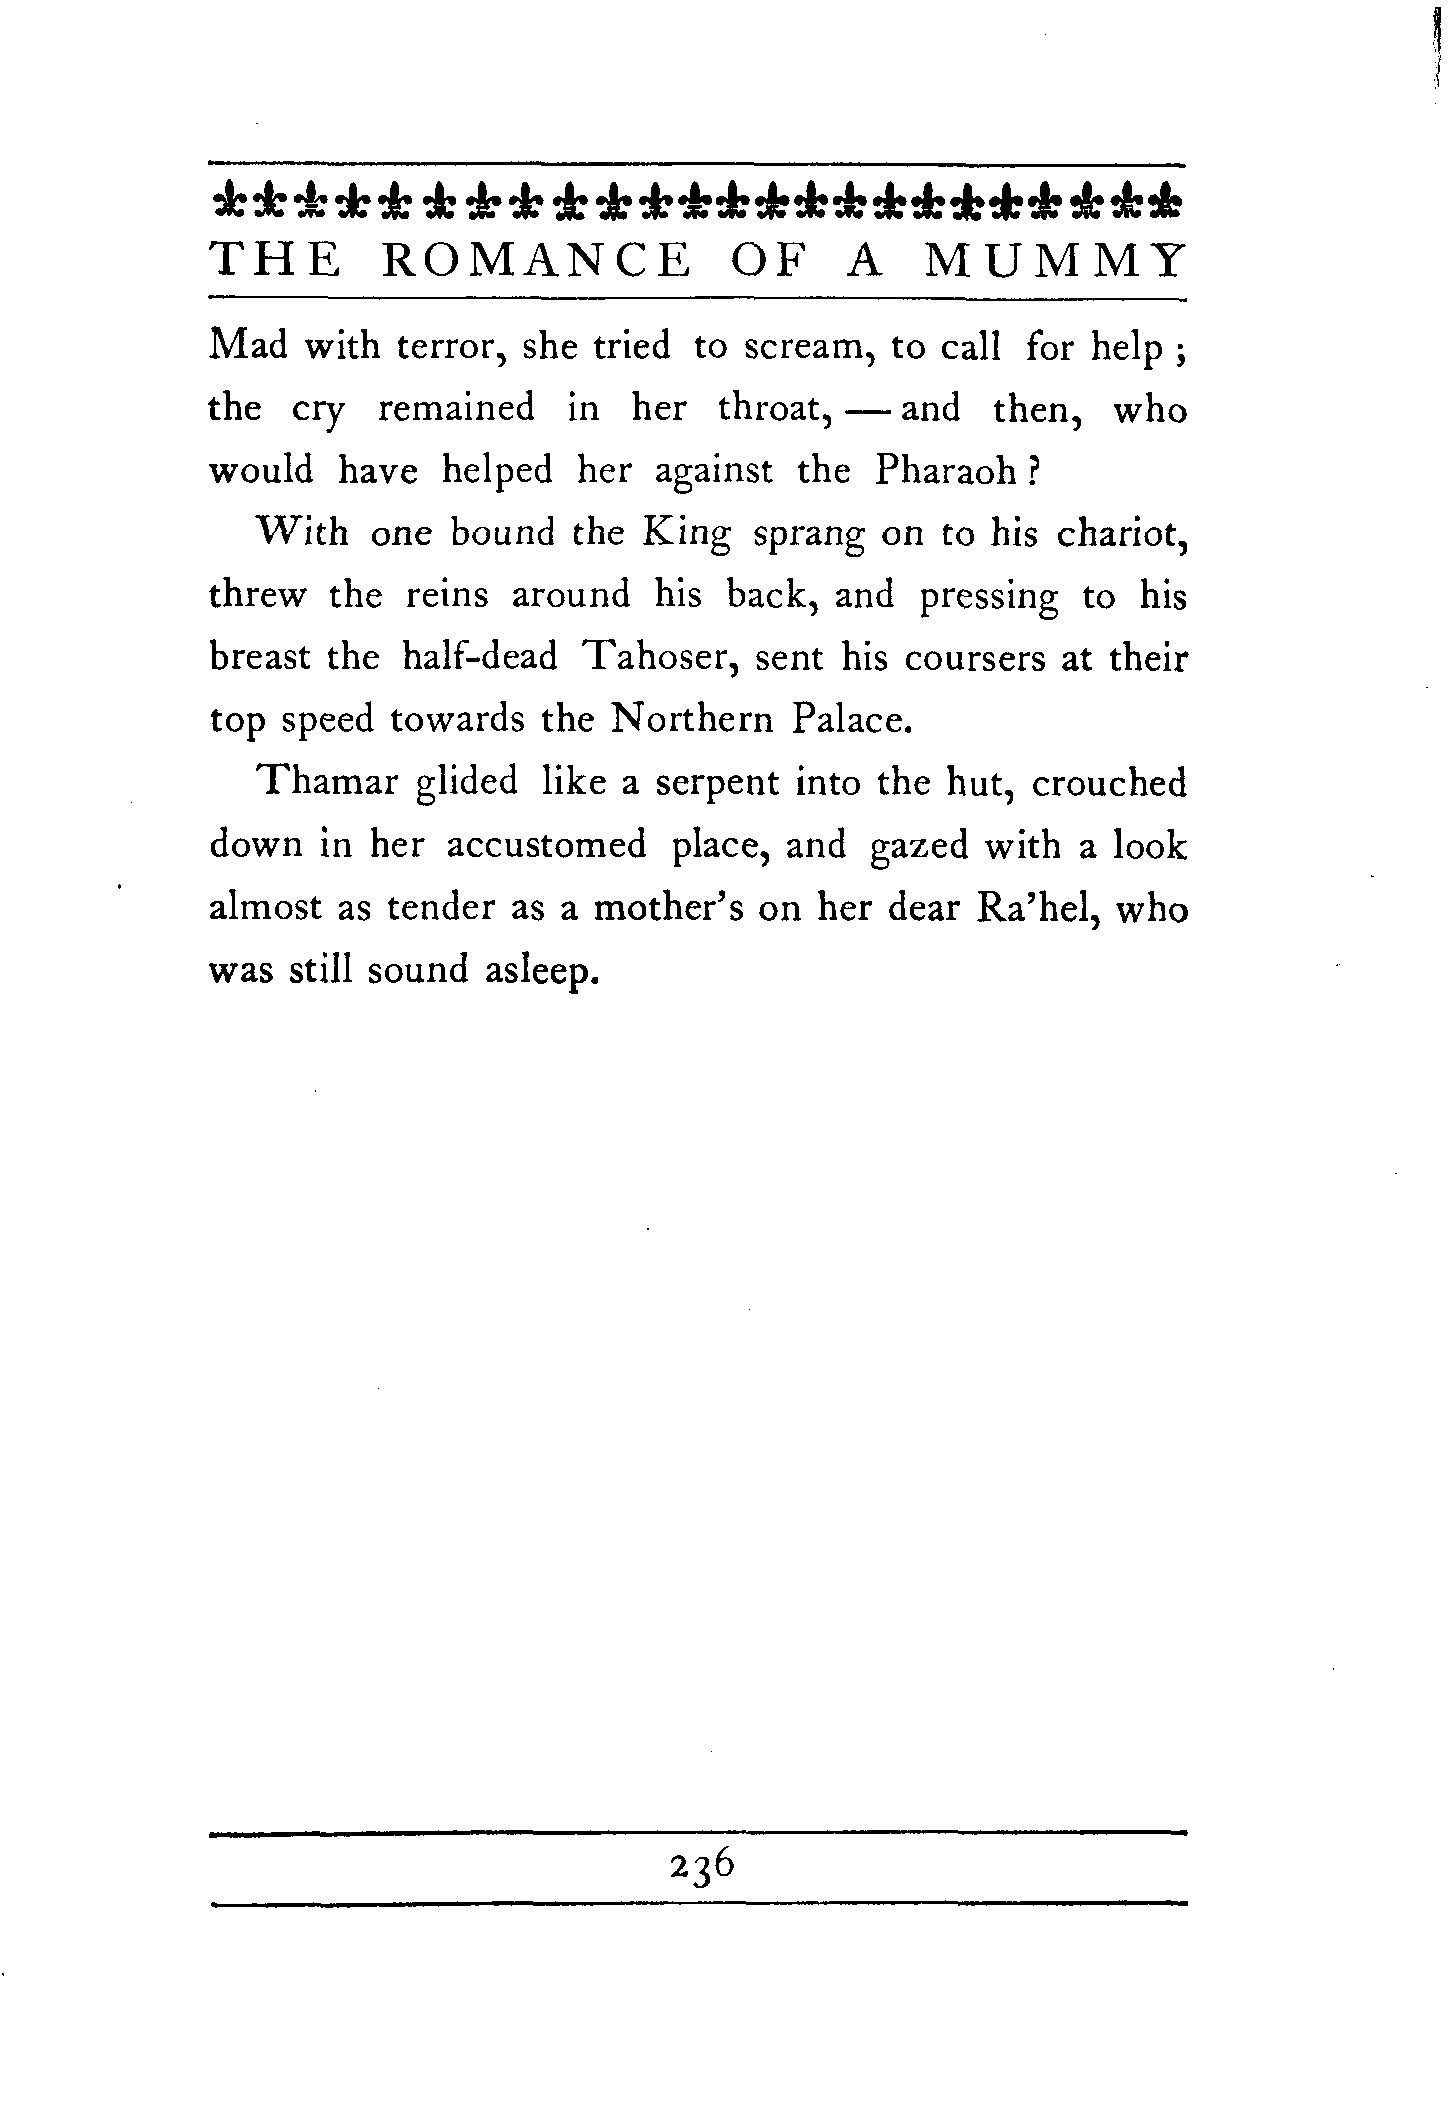 THE ROMANCE OF A MUMMY
Mad with terror, she tried to scream, to call for help ;
the cry remained in her throat, — and then, who
would have helped her against the Pharaoh ?
With one bound the King sprang on to his chariot,
threw the reins around his back, and pressing to his
breast the half-dead Tahoser, sent his coursers at their
top speed towards the Northern Palace.
Thamar glided like a serpent into the hut, crouched
down in her accustomed place, and gazed with a look
almost as tender as a mother's on her dear Ra'hel, who
was still sound asleep.
236